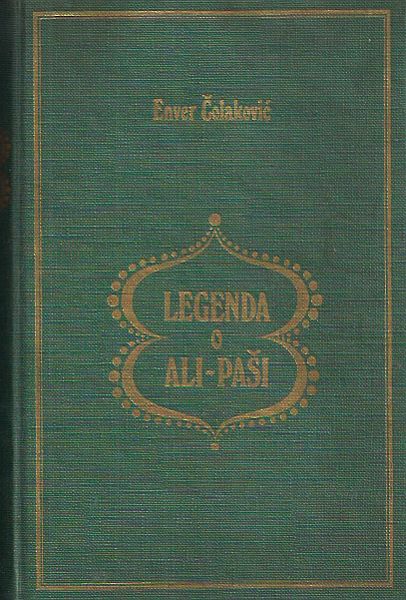 Enver Čolaković
LEGENDA
O
ALI-PAŠI